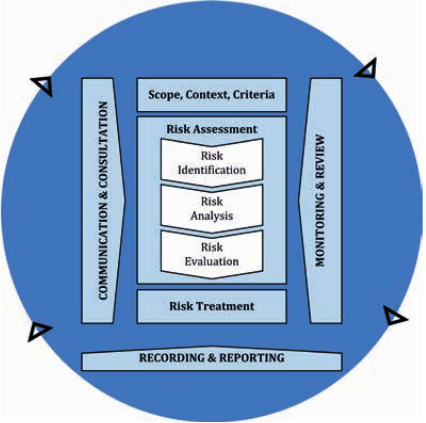 Scope, Context, Criteria
Risk Assessment
Risk
Identification
Risk
Analysis
Risk
Evaluation
Risk Treatment
COMMUNICATION & CONSULTATION
MONITORING & REVIEW
RECORDING & REPORTING